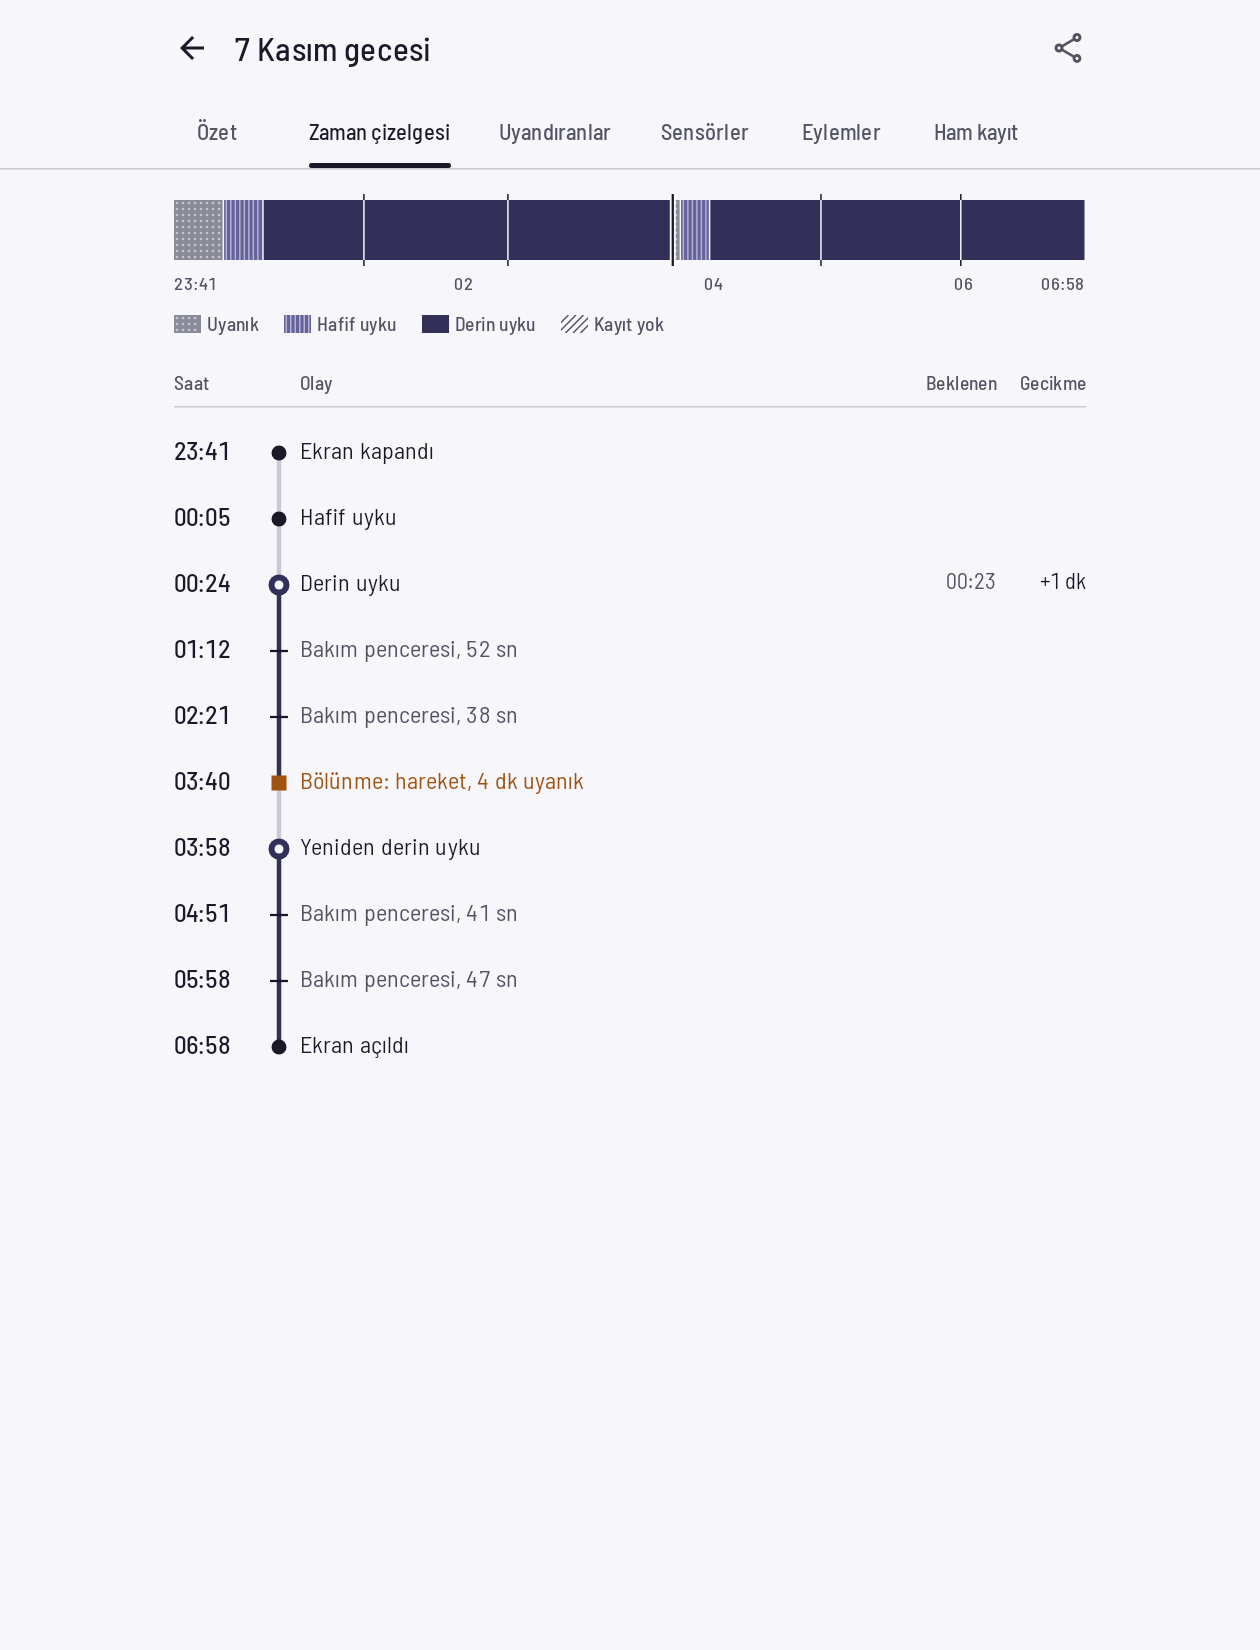 7 Kasım gecesi
Özet Zaman çizelgesi Uyandıranlar Sensörler Eylemler Ham kayıt
23:41 02 04 06 06:58
Uyanık Hafif uyku Derin uyku Kayıt yok
Saat Olay Beklenen Gecikme
23:41 Ekran kapandı
00:05 Hafif uyku
00:24 Derin uyku 00:23 +1 dk
01:12 Bakım penceresi, 52 sn
02:21 Bakım penceresi, 38 sn
03:40 Bölünme: hareket, 4 dk uyanık
03:58 Yeniden derin uyku
04:51 Bakım penceresi, 41 sn
05:58 Bakım penceresi, 47 sn
06:58 Ekran açıldı